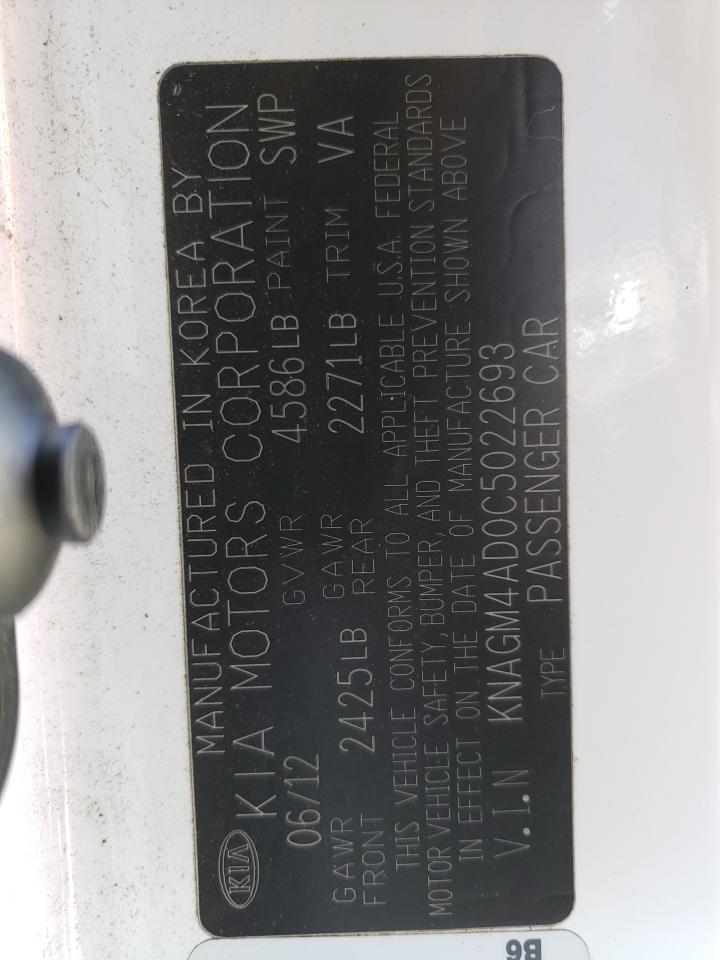 MANUFACTURED IN KOREA BY
KIA KIA MOTORS CORPORATION
06/12 GVWR 4586LB PAINT SWP
GAWR FRONT 2425LB GAWR REAR 2271LB TRIM VA
THIS VEHICLE CONFORMS TO ALL APPLICABLE U.S.A. FEDERAL
MOTOR VEHICLE SAFETY, BUMPER, AND THEFT PREVENTION STANDARDS
IN EFFECT ON THE DATE OF MANUFACTURE SHOWN ABOVE
V.I.N KNAGM4AD0C5022693
TYPE PASSENGER CAR
B6